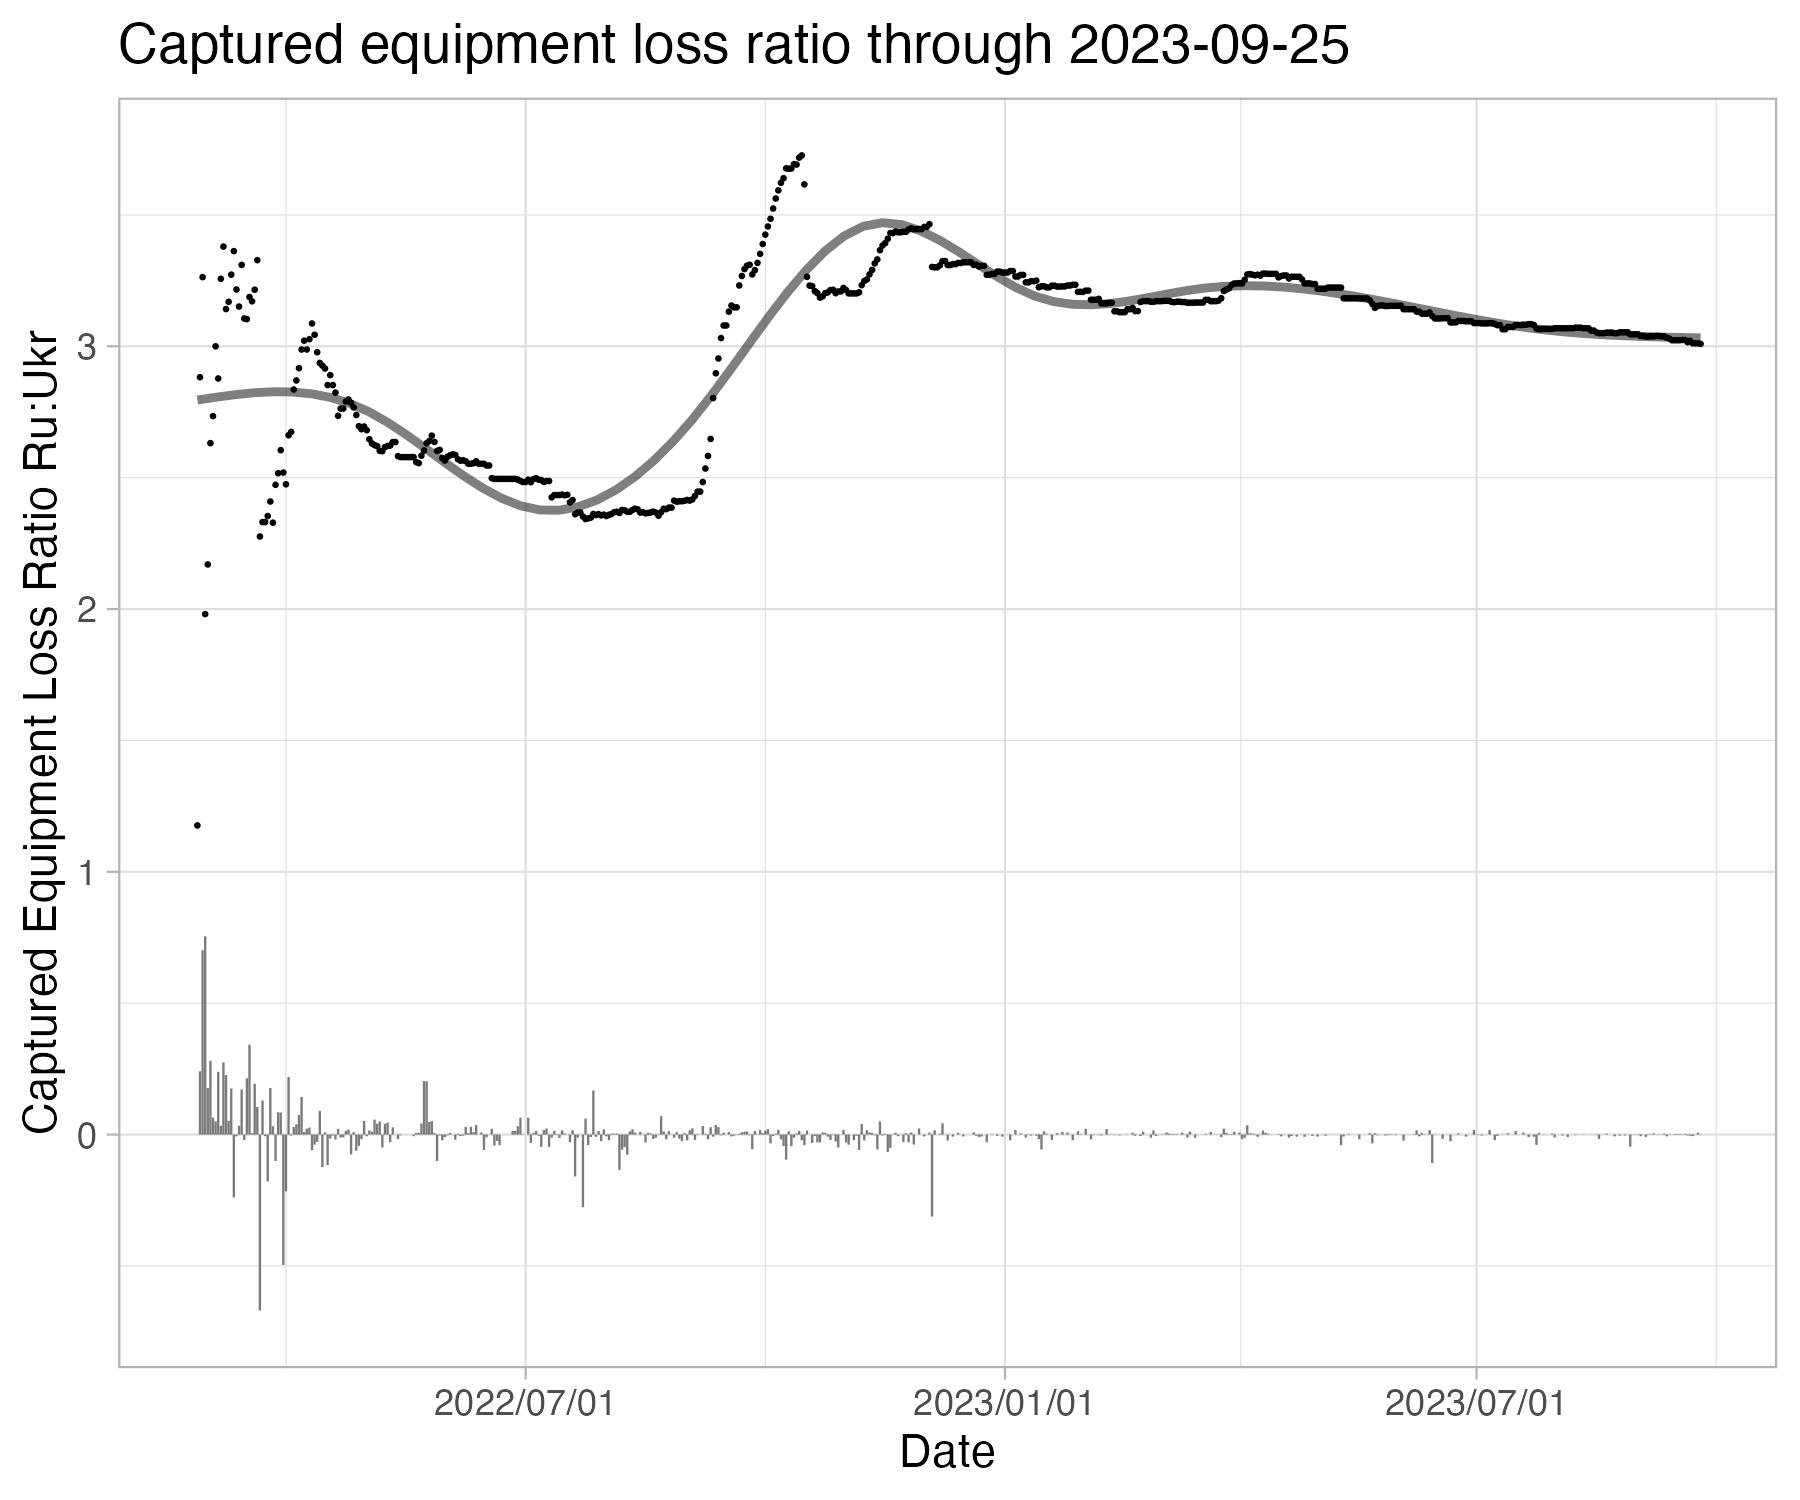 Captured equipment loss ratio through 2023-09-25
Captured Equipment Loss Ratio Ru:Ukr
3
2
1
0
2022/07/01
2023/01/01
2023/07/01
Date